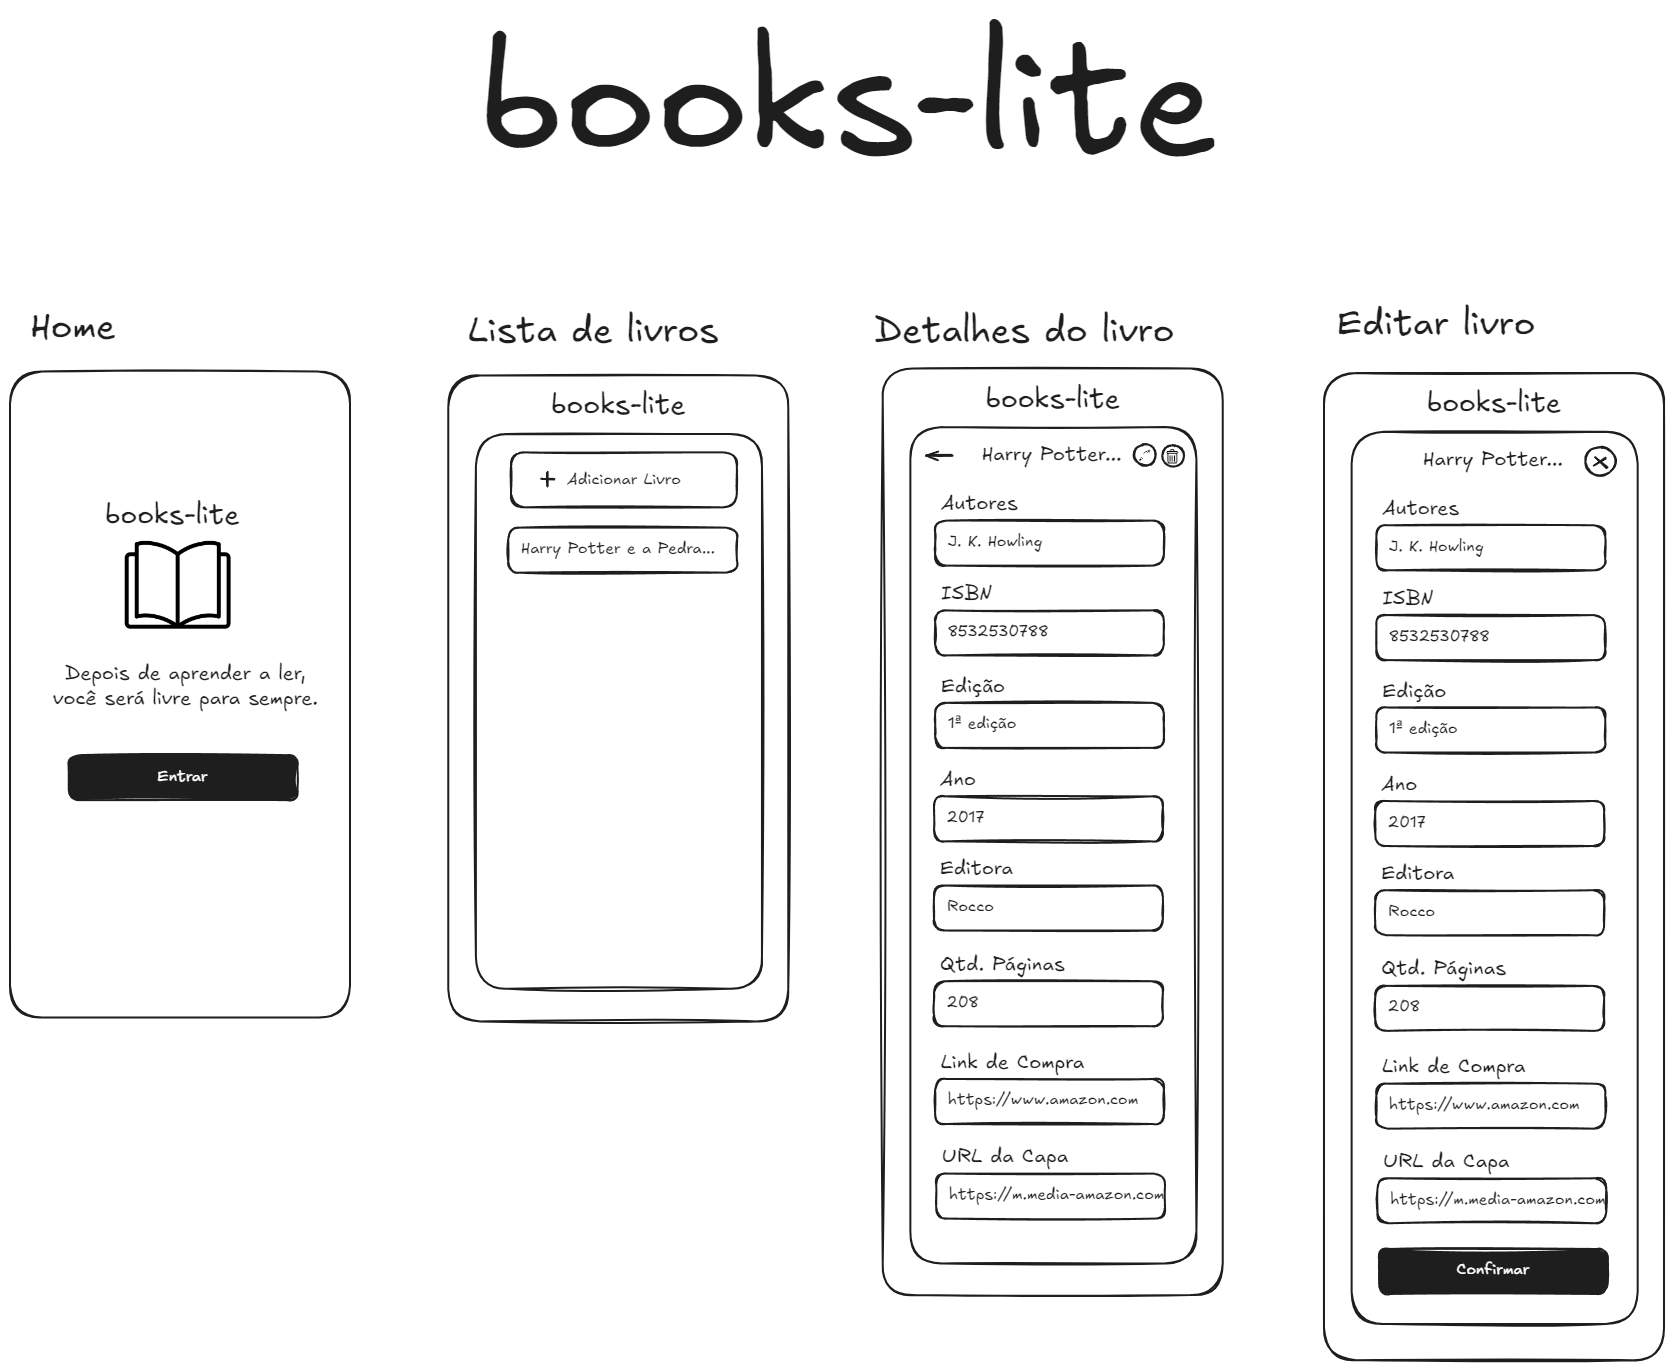 books-lite
Home
books-lite
Depois de aprender a ler,
você será livre para sempre.
Entrar
Lista de livros
books-lite
+ Adicionar Livro
Harry Potter e a Pedra...
Detalhes do livro
books-lite
Harry Potter...
Autores
J. K. Howling
ISBN
8532530788
Edição
1ª edição
Ano
2017
Editora
Rocco
Qtd. Páginas
208
Link de Compra
https://www.amazon.com
URL da Capa
https://m.media-amazon.com
Editar livro
books-lite
Harry Potter...
Autores
J. K. Howling
ISBN
8532530788
Edição
1ª edição
Ano
2017
Editora
Rocco
Qtd. Páginas
208
Link de Compra
https://www.amazon.com
URL da Capa
https://m.media-amazon.com
Confirmar